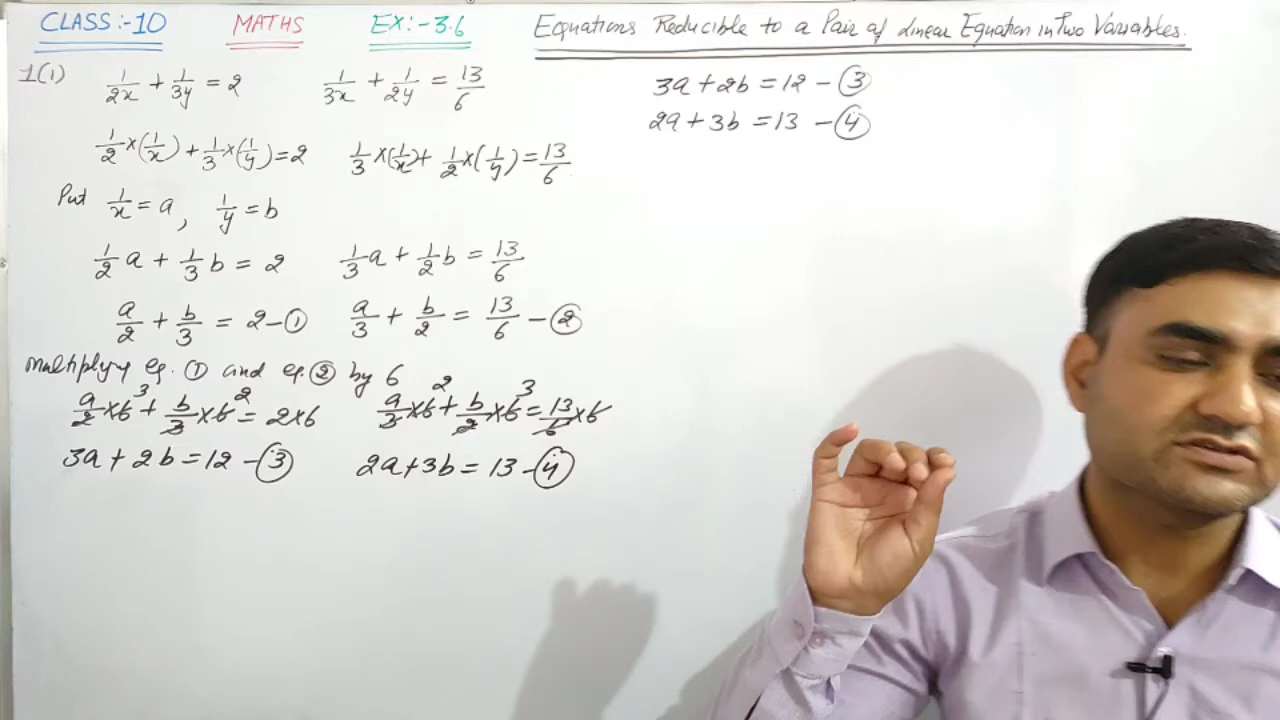 CLASS:-10 MATHS EX:-3.6 Equations Reducible to a Pair of Linear Equation in Two Variables.
1(i) 1/2x + 1/3y = 2 1/3x + 1/2y = 13/6
1/2 × (1/x) + 1/3 × (1/y) = 2 1/3 × (1/x) + 1/2 × (1/y) = 13/6
Put 1/x = a, 1/y = b
1/2 a + 1/3 b = 2 1/3 a + 1/2 b = 13/6
a/2 + b/3 = 2 - ① a/3 + b/2 = 13/6 - ②
multiplying eq. ① and eq. ② by 6
a/2 × 6 3 + b/3 × 6 2 = 2×6 a/3 × 6 2 + b/2 × 6 3 = 13/6 × 6
3a + 2b = 12 - ③ 2a + 3b = 13 - ④
3a + 2b = 12 - ③
2a + 3b = 13 - ④